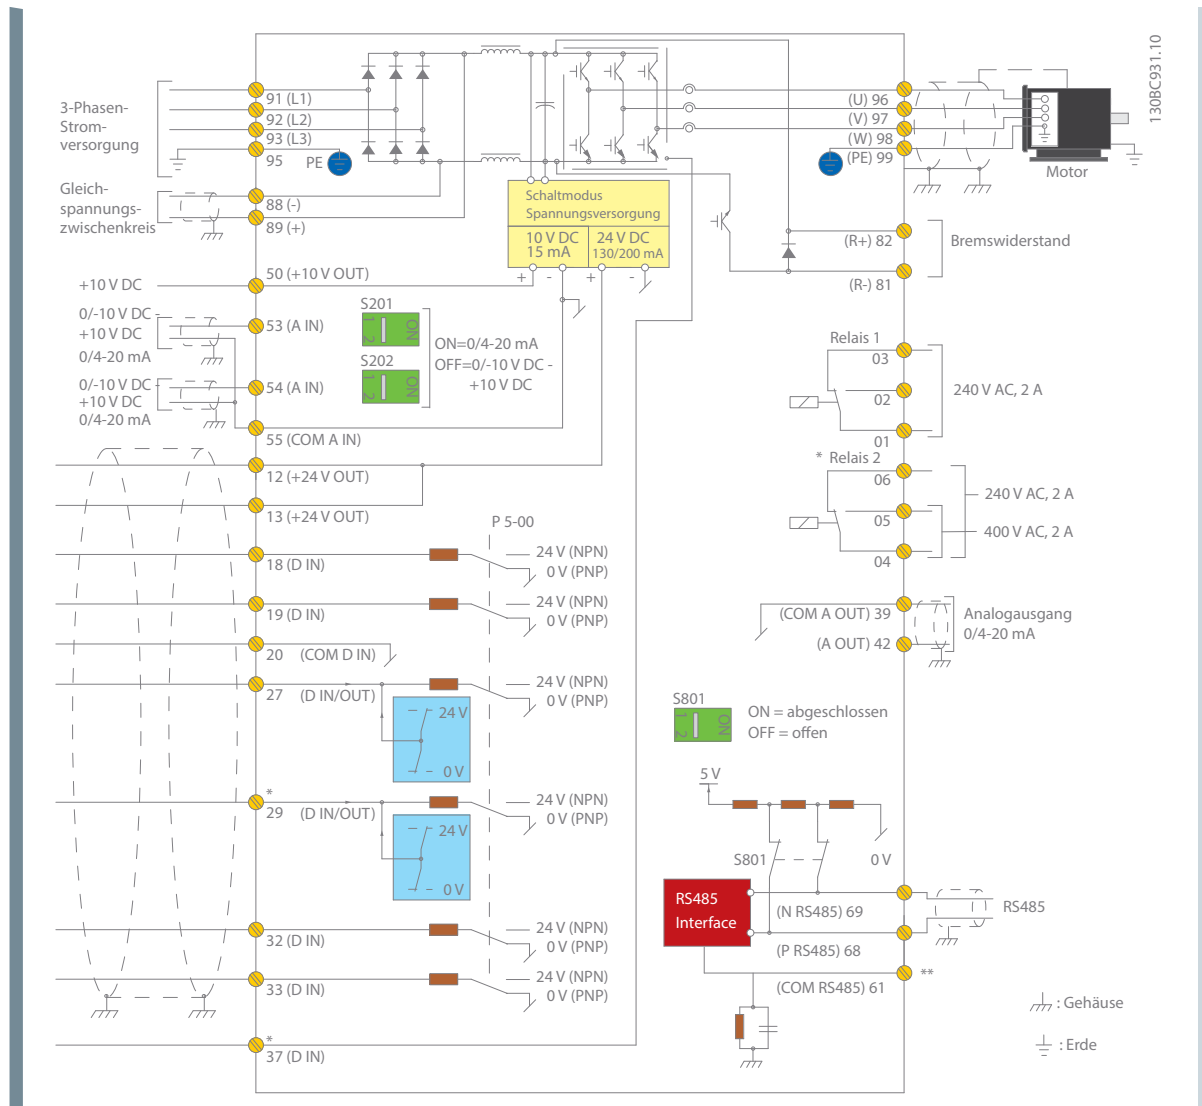 130BC931.10
3-Phasen-
Strom-
versorgung
91 (L1)
92 (L2)
93 (L3)
95
PE
Gleich-
spannungs-
zwischenkreis
88 (-)
89 (+)
Schaltmodus
Spannungsversorgung
10 V DC
15 mA
24 V DC
130/200 mA
+
-
+
-
(U) 96
(V) 97
(W) 98
(PE) 99
Motor
(R+) 82
Bremswiderstand
(R-) 81
50 (+10 V OUT)
+10 V DC
0/-10 V DC -
+10 V DC
0/4-20 mA
53 (A IN)
0/-10 V DC -
+10 V DC
0/4-20 mA
54 (A IN)
55 (COM A IN)
S201
1
2
ON
S202
1
2
ON
ON=0/4-20 mA
OFF=0/-10 V DC -
+10 V DC
Relais 1
03
02
01
240 V AC, 2 A
* Relais 2
06
05
04
240 V AC, 2 A
400 V AC, 2 A
12 (+24 V OUT)
13 (+24 V OUT)
P 5-00
18 (D IN)
24 V (NPN)
0 V (PNP)
19 (D IN)
24 V (NPN)
0 V (PNP)
20 (COM D IN)
27 (D IN/OUT)
24 V (NPN)
0 V (PNP)
24 V
0 V
*
29 (D IN/OUT)
24 V (NPN)
0 V (PNP)
24 V
0 V
32 (D IN)
24 V (NPN)
0 V (PNP)
33 (D IN)
24 V (NPN)
0 V (PNP)
*
37 (D IN)
(COM A OUT) 39
(A OUT) 42
Analogausgang
0/4-20 mA
S801
1
2
ON
ON = abgeschlossen
OFF = offen
5 V
S801
0 V
RS485
Interface
(N RS485) 69
(P RS485) 68
(COM RS485) 61
RS485
**
: Gehäuse
: Erde